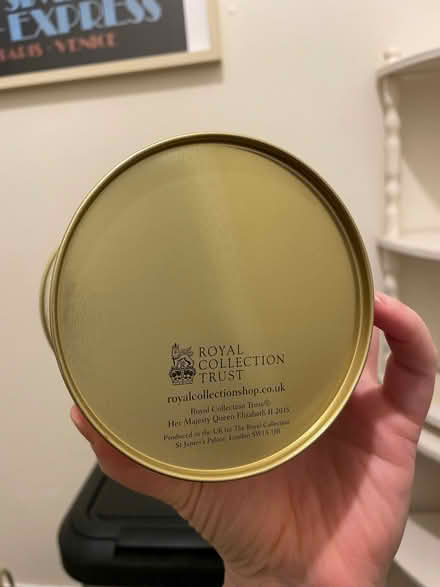 EXPRESS
PARIS · VENICE
ROYAL
COLLECTION
TRUST
royalcollectionshop.co.uk
Royal Collection Trust/©
Her Majesty Queen Elizabeth II 2015
Produced in the UK for The Royal Collection
St James's Palace, London SW1A 1JR